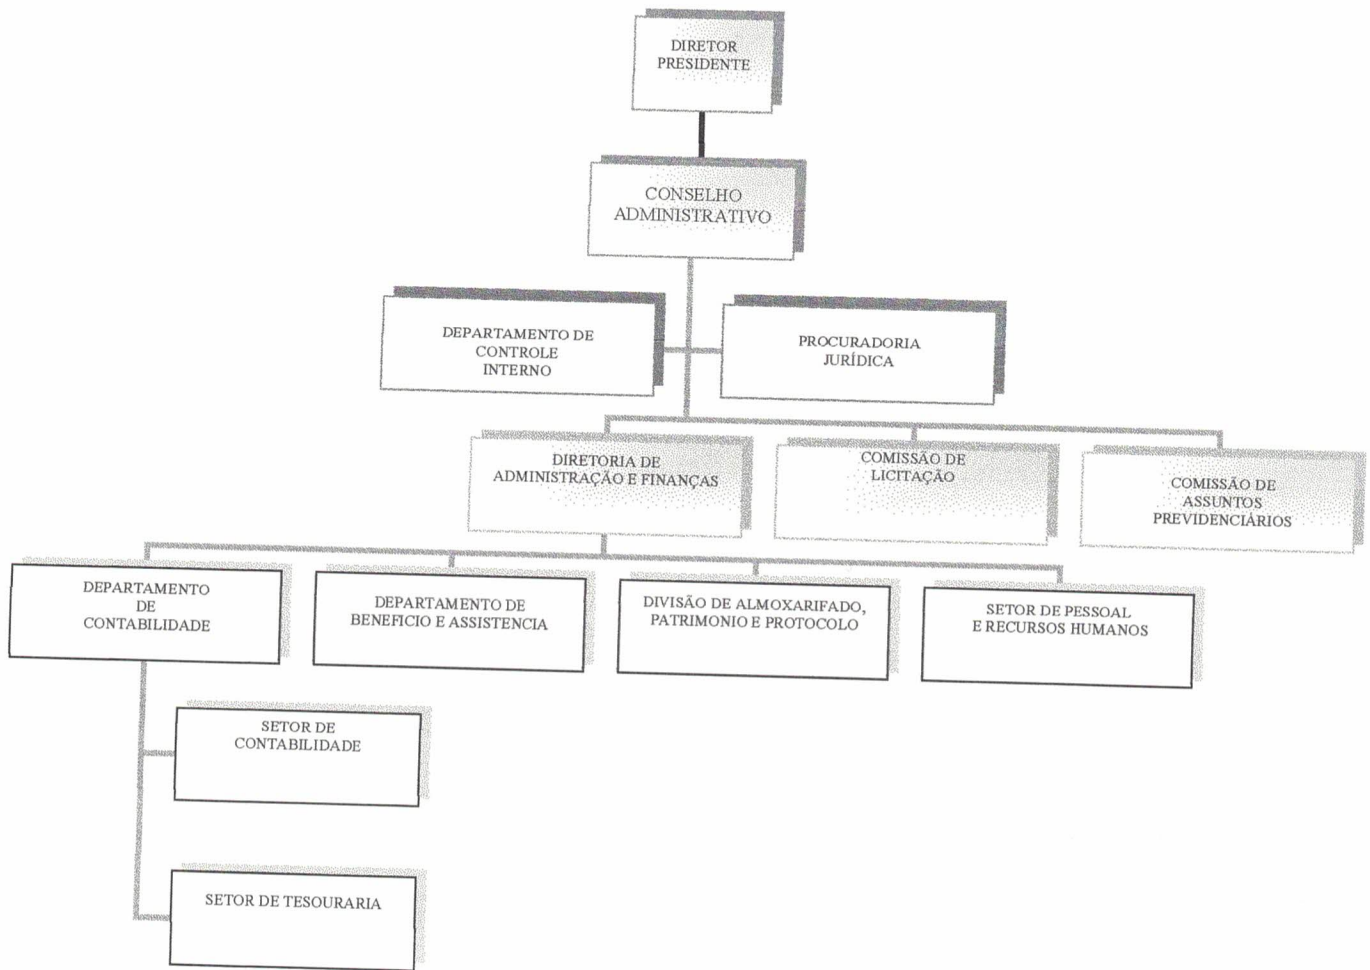 DIRETOR
PRESIDENTE
CONSELHO
ADMINISTRATIVO
DEPARTAMENTO DE
CONTROLE
INTERNO
PROCURADORIA
JURÍDICA
DIRETORIA DE
ADMINISTRAÇÃO E FINANÇAS
COMISSÃO DE
LICITAÇÃO
COMISSÃO DE
ASSUNTOS
PREVIDENCIÁRIOS
DEPARTAMENTO
DE
CONTABILIDADE
DEPARTAMENTO DE
BENEFICIO E ASSISTENCIA
DIVISÃO DE ALMOXARIFADO,
PATRIMONIO E PROTOCOLO
SETOR DE PESSOAL
E RECURSOS HUMANOS
SETOR DE
CONTABILIDADE
SETOR DE TESOURARIA